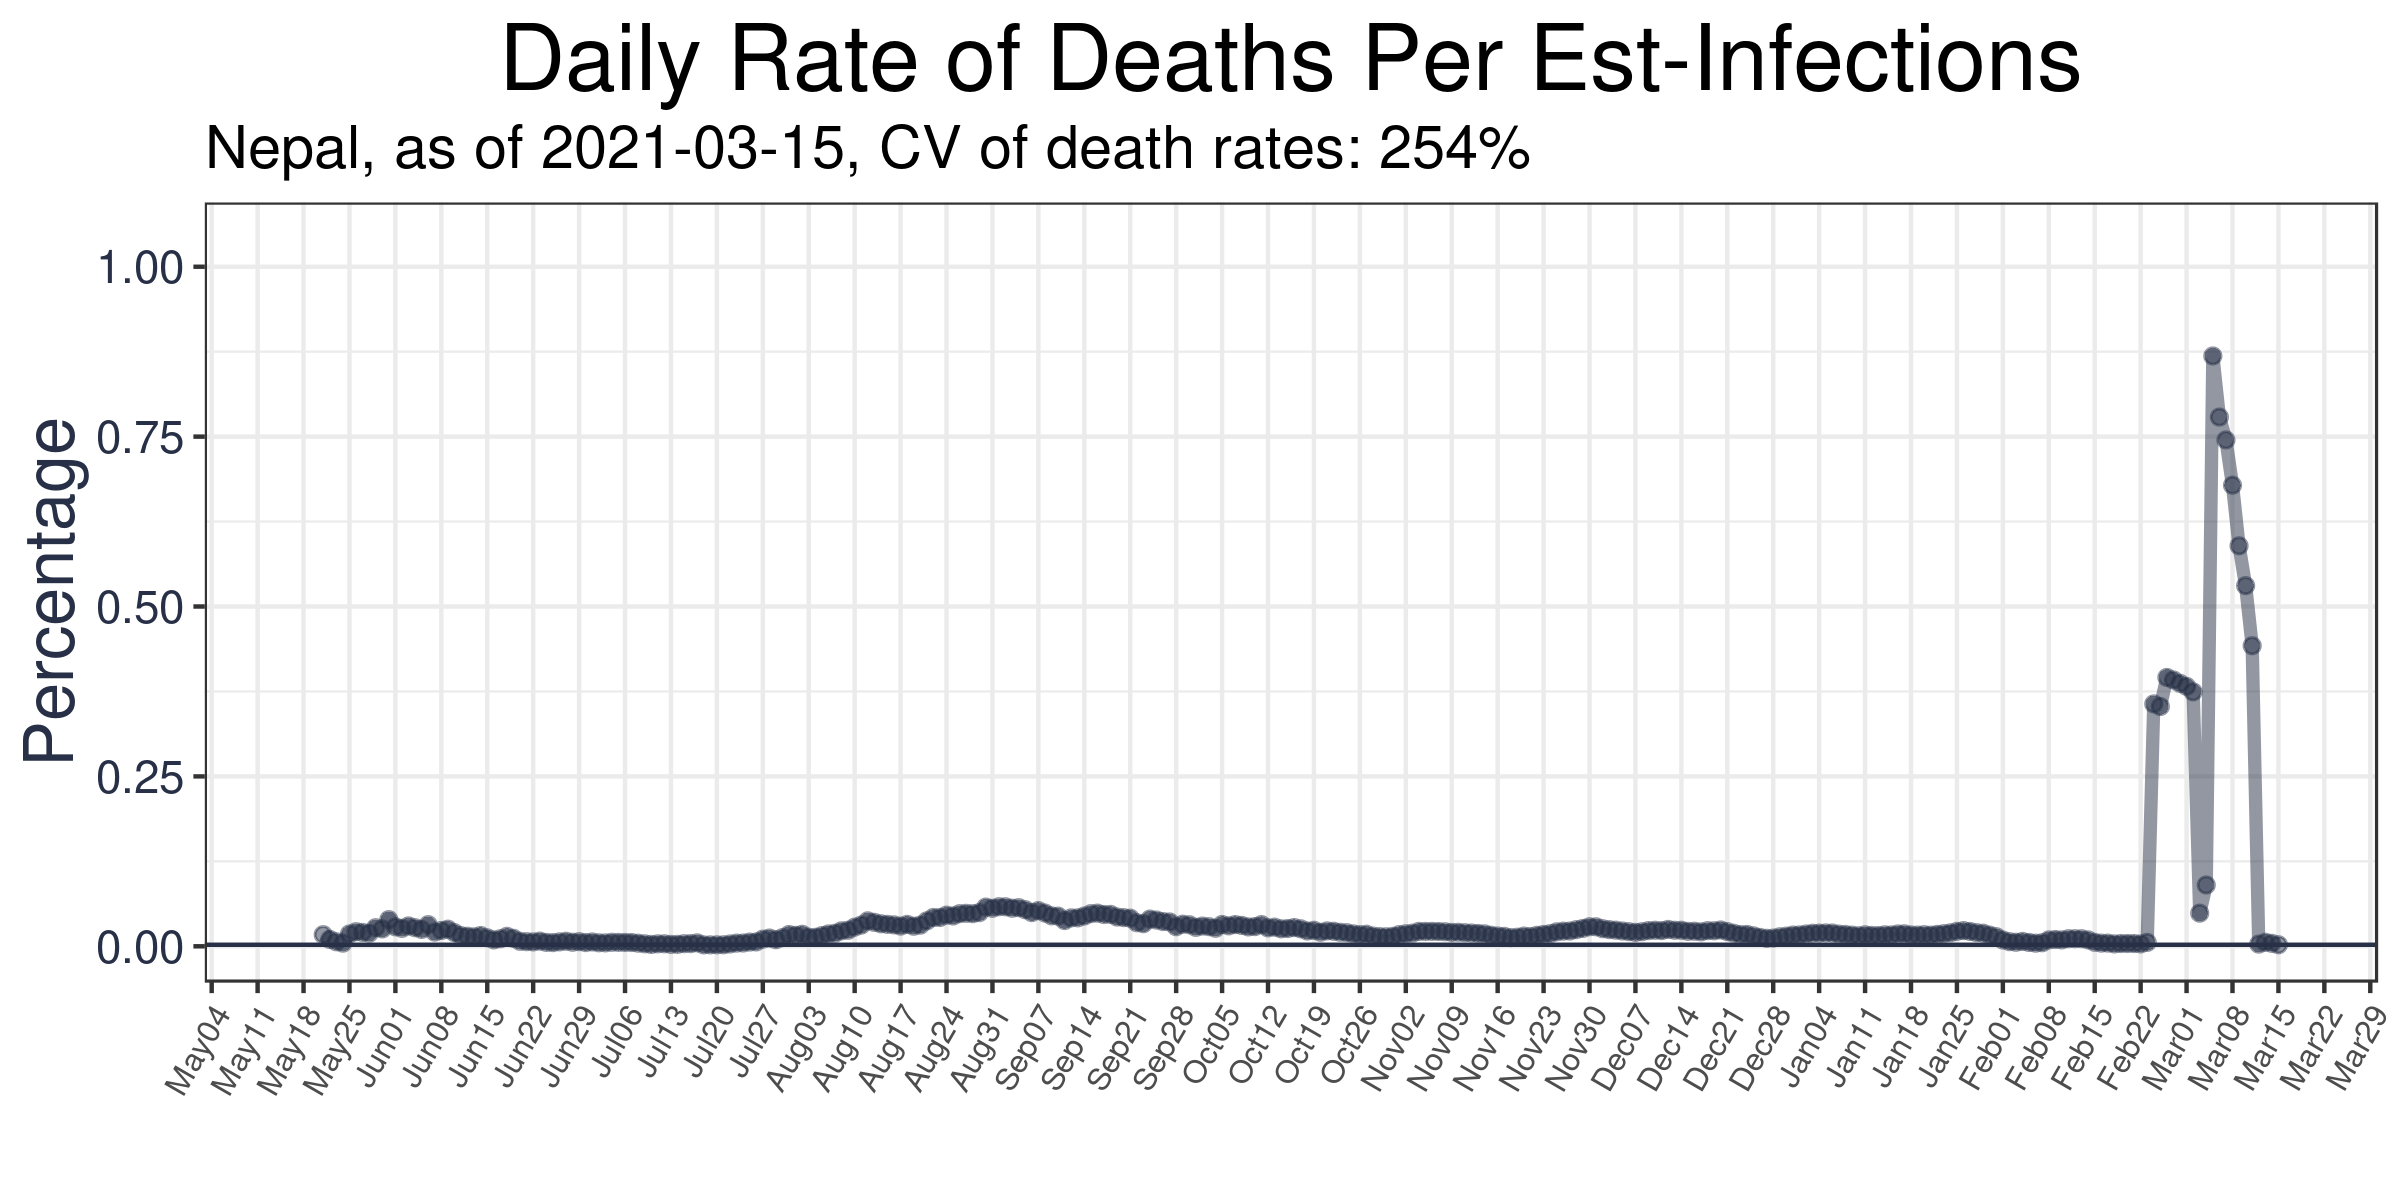 Daily Rate of Deaths Per Est-Infections
Nepal, as of 2021-03-15, CV of death rates: 254%
Percentage
1.00
0.75
0.50
0.25
0.00
May04
May11
May18
May25
Jun01
Jun08
Jun15
Jun22
Jun29
Jul06
Jul13
Jul20
Jul27
Aug03
Aug10
Aug17
Aug24
Aug31
Sep07
Sep14
Sep21
Sep28
Oct05
Oct12
Oct19
Oct26
Nov02
Nov09
Nov16
Nov23
Nov30
Dec07
Dec14
Dec21
Dec28
Jan04
Jan11
Jan18
Jan25
Feb01
Feb08
Feb15
Feb22
Mar01
Mar08
Mar15
Mar22
Mar29